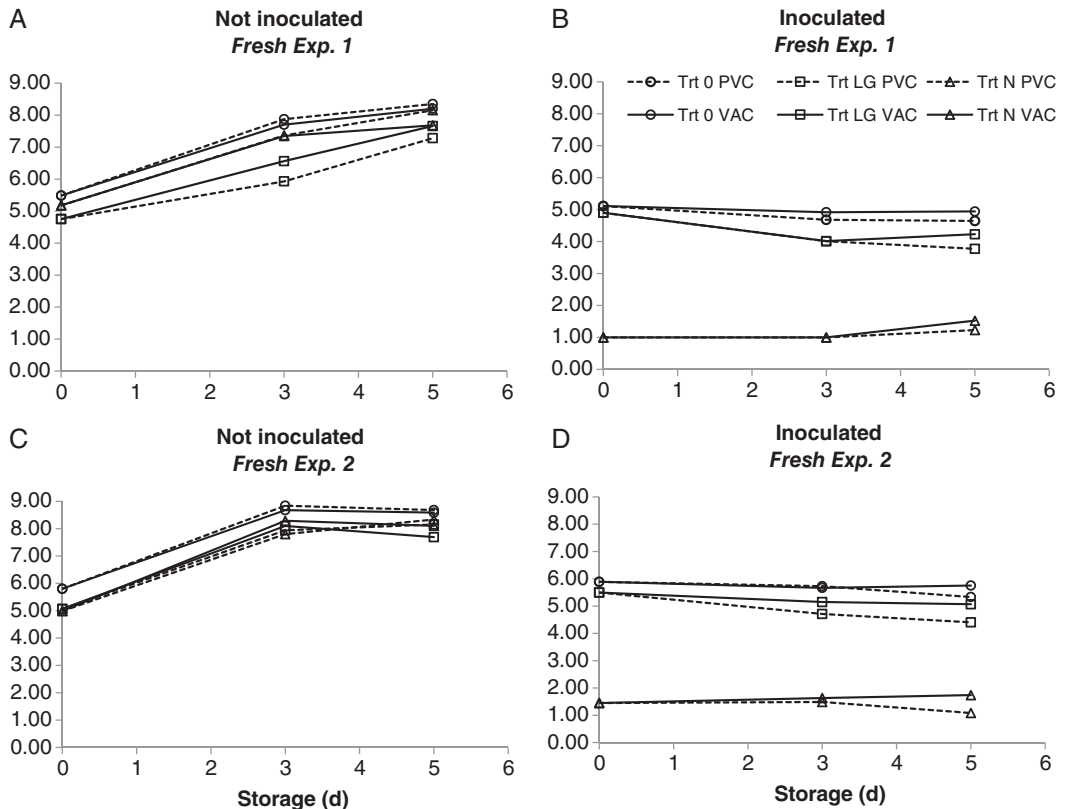 A
Not inoculated
Fresh Exp. 1
9.00
8.00
7.00
6.00
5.00
4.00
3.00
2.00
1.00
0.00
0 1 2 3 4 5 6
B
Inoculated
Fresh Exp. 1
Trt 0 PVC Trt LG PVC Trt N PVC
Trt 0 VAC Trt LG VAC Trt N VAC
9.00
8.00
7.00
6.00
5.00
4.00
3.00
2.00
1.00
0.00
0 1 2 3 4 5 6
C
Not inoculated
Fresh Exp. 2
9.00
8.00
7.00
6.00
5.00
4.00
3.00
2.00
1.00
0.00
0 1 2 3 4 5 6
Storage (d)
D
Inoculated
Fresh Exp. 2
9.00
8.00
7.00
6.00
5.00
4.00
3.00
2.00
1.00
0.00
0 1 2 3 4 5 6
Storage (d)